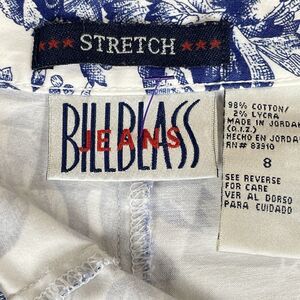 ★★★ STRETCH ★★★
BILLBLASS
JEANS
98% COTTON/
2% LYCRA
MADE IN JORDAN
(Q.I.Z.)
HECHO EN JORDA
RN# 83910
8
SEE REVERSE
FOR CARE
VER AL DORSO
PARA CUIDADO